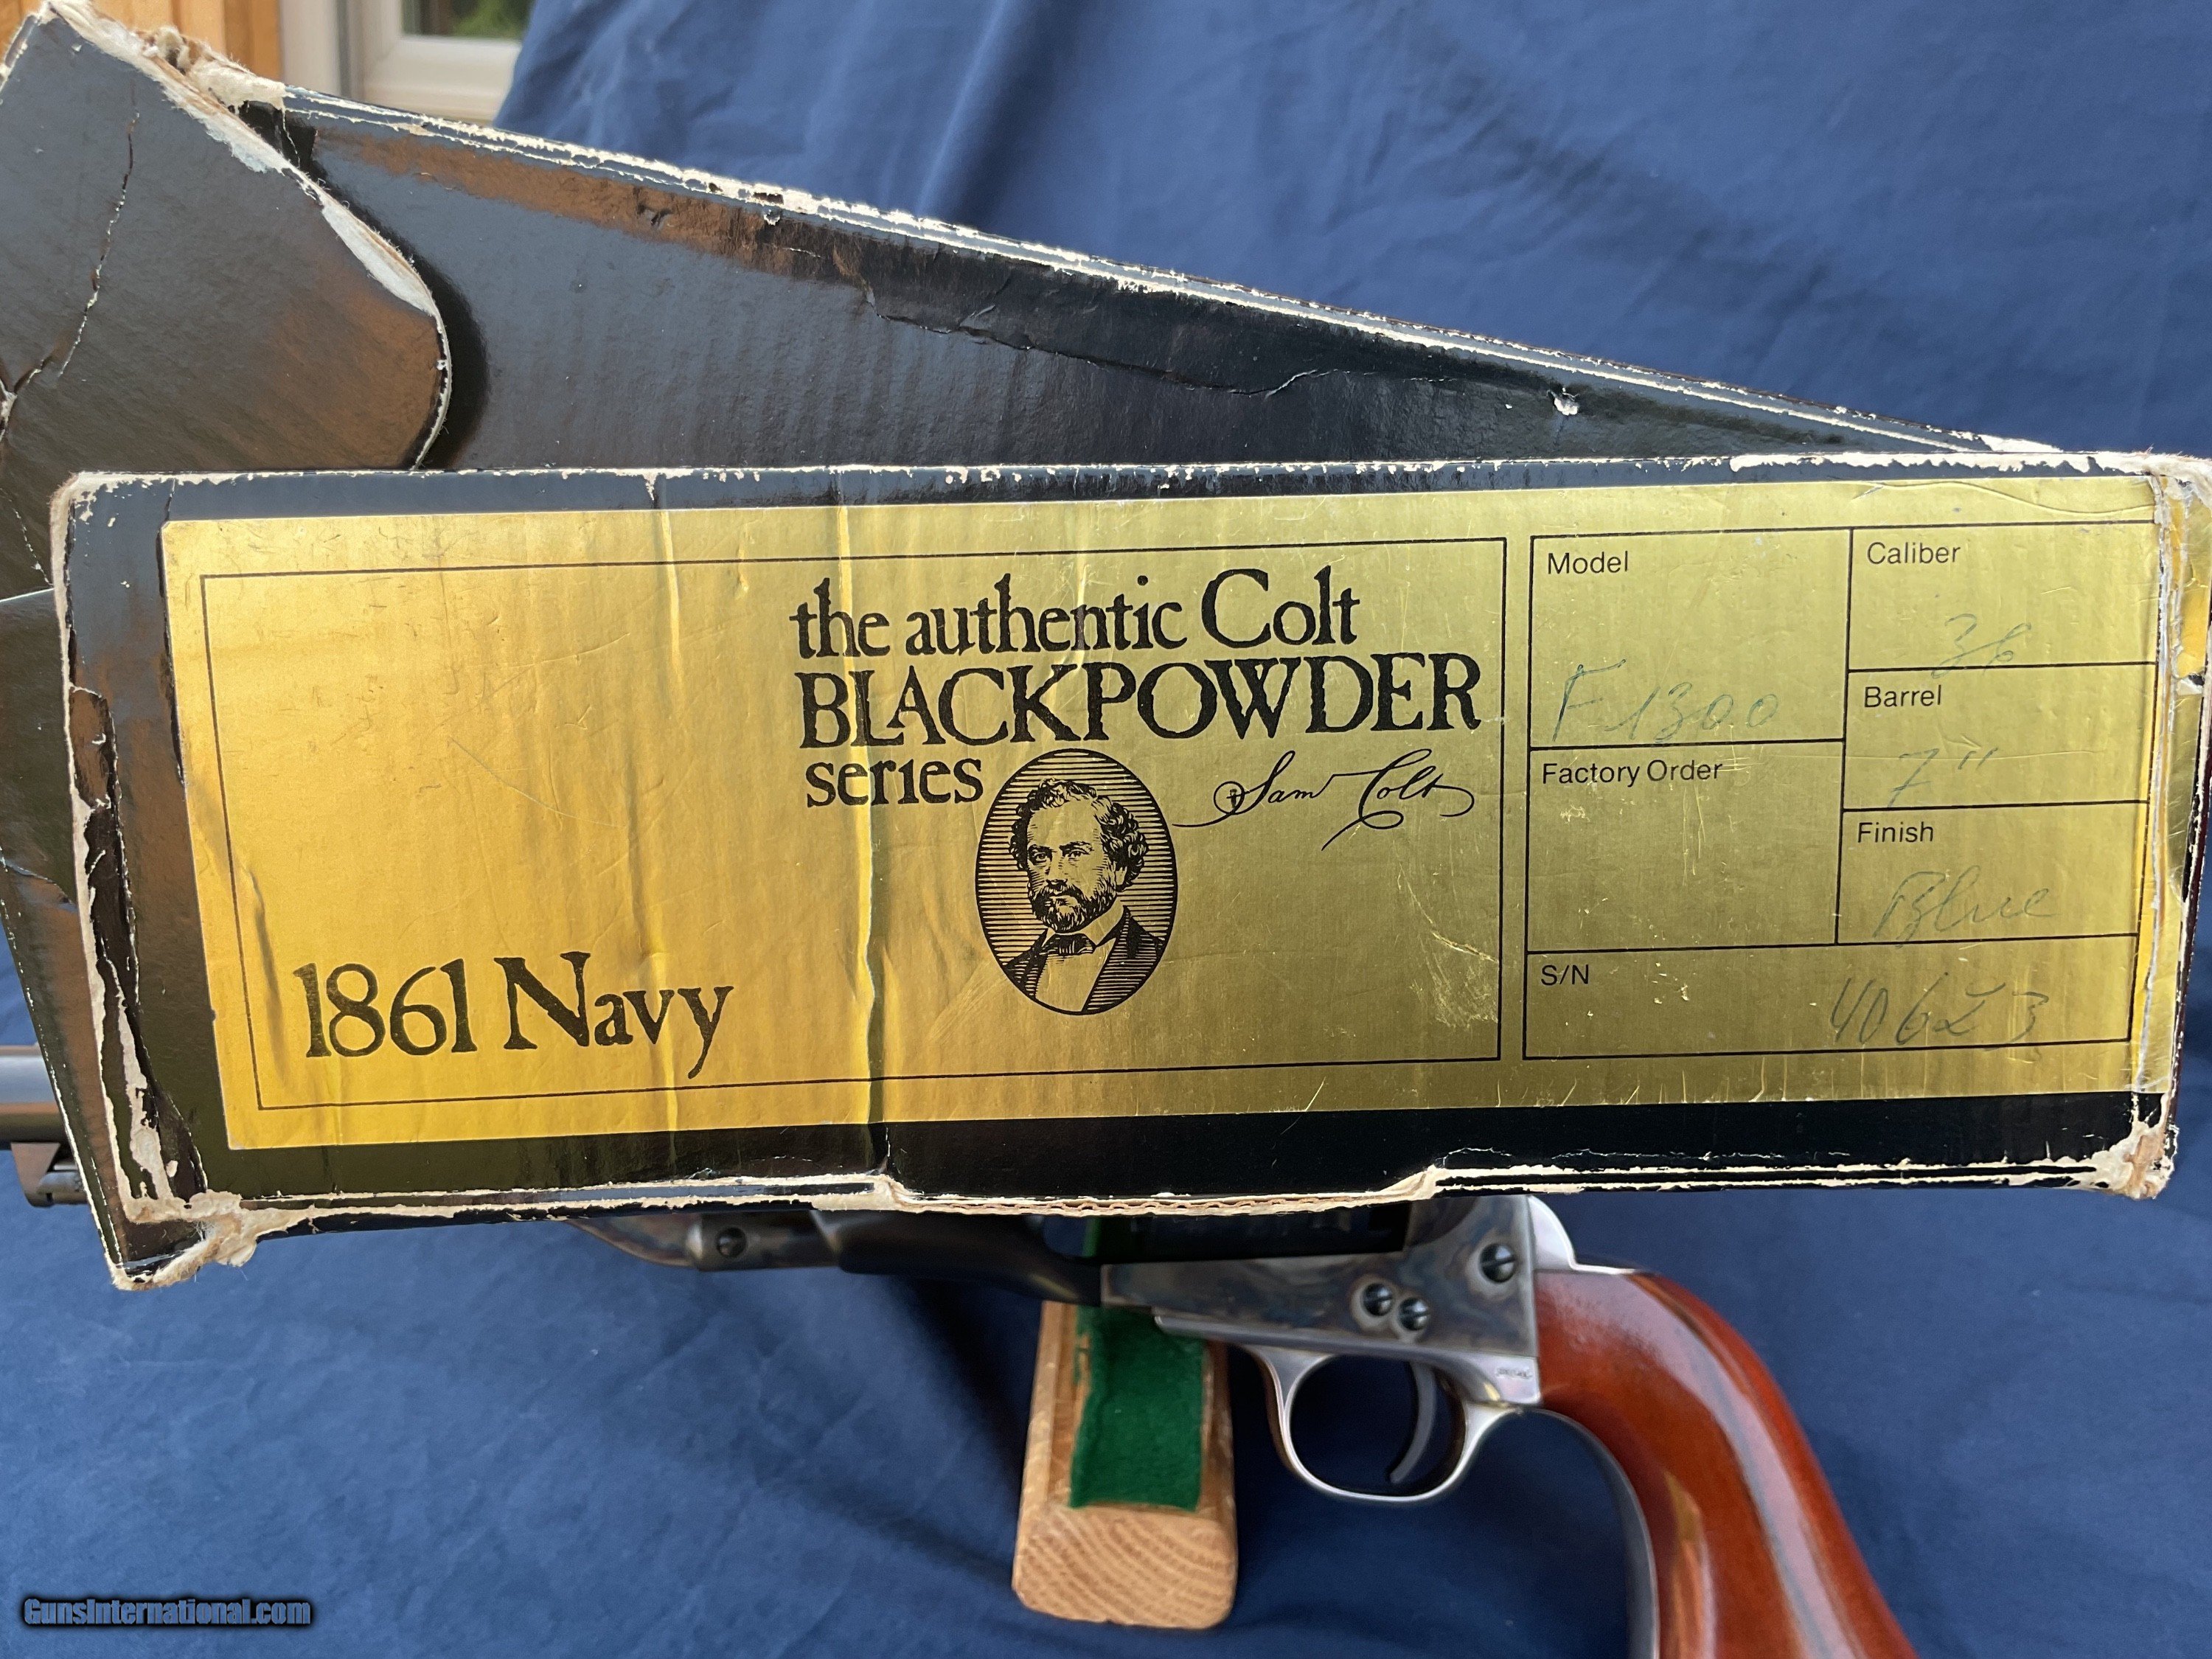 the authentic Colt
BLACKPOWDER
series
Sam Colt
1861 Navy
Model
F1300
Factory Order
Caliber
36
Barrel
7"
Finish
Blue
S/N
40623
GunsInternational.com